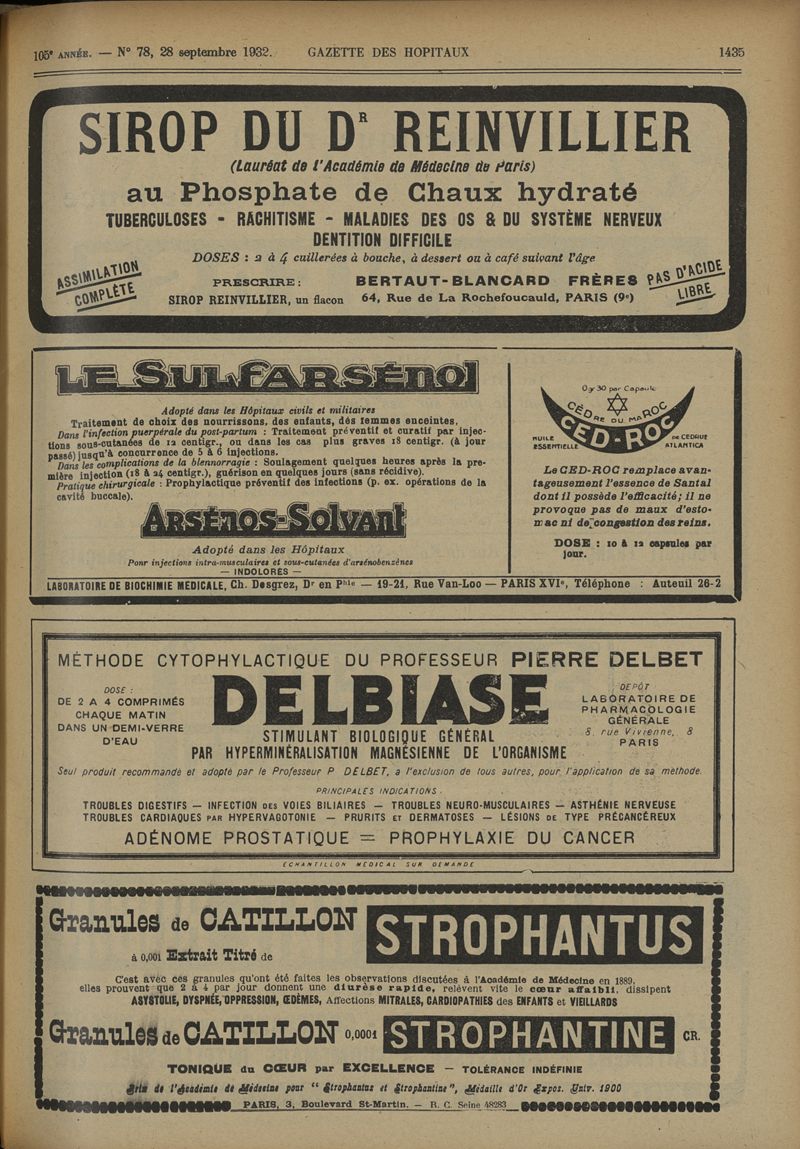 105e ANNÉE. — N° 78, 28 septembre 1932. GAZETTE DES HOPITAUX 1435
SIROP DU DR REINVILLIER
(Lauréat de l'Académie de Médecine de Paris)
au Phosphate de Chaux hydraté
TUBERCULOSES - RACHITISME - MALADIES DES OS & DU SYSTÈME NERVEUX
DENTITION DIFFICILE
DOSES : 2 à 4 cuillerées à bouche, à dessert ou à café suivant l'âge
ASSIMILATION
COMPLÈTE
PRESCRIRE :
SIROP REINVILLIER, un flacon
BERTAUT-BLANCARD FRÈRES
64, Rue de La Rochefoucauld, PARIS (9e)
PAS D'ACIDE
LIBRE
LE SULFARSÉNOL
Adopté dans les Hôpitaux civils et militaires
Traitement de choix des nourrissons, des enfants, des femmes enceintes.
Dans l'infection puerpérale du post-partum : Traitement préventif et curatif par injec-
tions sous-cutanées de 12 centigr., ou dans les cas plus graves 18 centigr. (à jour
passé) jusqu'à concurrence de 5 à 6 injections.
Dans les complications de la blennorragie : Soulagement quelques heures après la pre-
mière injection (18 à 24 centigr.), guérison en quelques jours (sans récidive).
Pratique chirurgicale : Prophylactique préventif des infections (p. ex. opérations de la
cavité buccale).
ARSÉNOS-SOLVANT
Adopté dans les Hôpitaux
Pour injections intra-musculaires et sous-cutanées d'arsénobenzènes
— INDOLORES —
0gr30 par Capsule
CÈDRE DU MAROC
CED-ROC
HUILE
ESSENTIELLE
DE CEDRUS
ATLANTICA
Le CED-ROC remplace avan-
tageusement l'essence de Santal
dont il possède l'efficacité; il ne
provoque pas de maux d'esto-
mac ni de congestion des reins.
DOSE : 10 à 12 capsules par
jour.
LABORATOIRE DE BIOCHIMIE MEDICALE, Ch. Desgrez, Dr en Phie — 19-21, Rue Van-Loo — PARIS XVIe, Téléphone : Auteuil 26-2
MÉTHODE CYTOPHYLACTIQUE DU PROFESSEUR PIERRE DELBET
DOSE :
DE 2 A 4 COMPRIMÉS
CHAQUE MATIN
DANS UN DEMI-VERRE
D'EAU
DELBIASE
DÉPÔT
LABORATOIRE DE
PHARMACOLOGIE
GÉNÉRALE
8, rue Vivienne, 8
PARIS
STIMULANT BIOLOGIQUE GÉNÉRAL
PAR HYPERMINÉRALISATION MAGNÉSIENNE DE L'ORGANISME
Seul produit recommandé et adopté par le Professeur P. DELBET, a l'exclusion de tous autres, pour l'application de sa méthode.
PRINCIPALES INDICATIONS :
TROUBLES DIGESTIFS — INFECTION DES VOIES BILIAIRES — TROUBLES NEURO-MUSCULAIRES — ASTHÉNIE NERVEUSE
TROUBLES CARDIAQUES PAR HYPERVAGOTONIE — PRURITS ET DERMATOSES — LÉSIONS DE TYPE PRÉCANCÉREUX
ADÉNOME PROSTATIQUE = PROPHYLAXIE DU CANCER
ECHANTILLON MEDICAL SUR DEMANDE
Granules de CATILLON
à 0,001 Extrait Titré de
STROPHANTUS
C'est avec ces granules qu'ont été faites les observations discutées à l'Académie de Médecine en 1889,
elles prouvent que 2 à 4 par jour donnent une diurèse rapide, relèvent vite le cœur affaibli, dissipent
ASYSTOLIE, DYSPNÉE, OPPRESSION, ŒDÈMES, Affections MITRALES, CARDIOPATHIES des ENFANTS et VIEILLARDS
Granules de CATILLON 0,0001 STROPHANTINE CR.
TONIQUE du CŒUR par EXCELLENCE — TOLÉRANCE INDÉFINIE
Prix de l'Académie de Médecine pour "Strophantus et Strophantine", Médaille d'Or Expos. Univ. 1900
PARIS, 3, Boulevard St-Martin. — R. C. Seine 48283